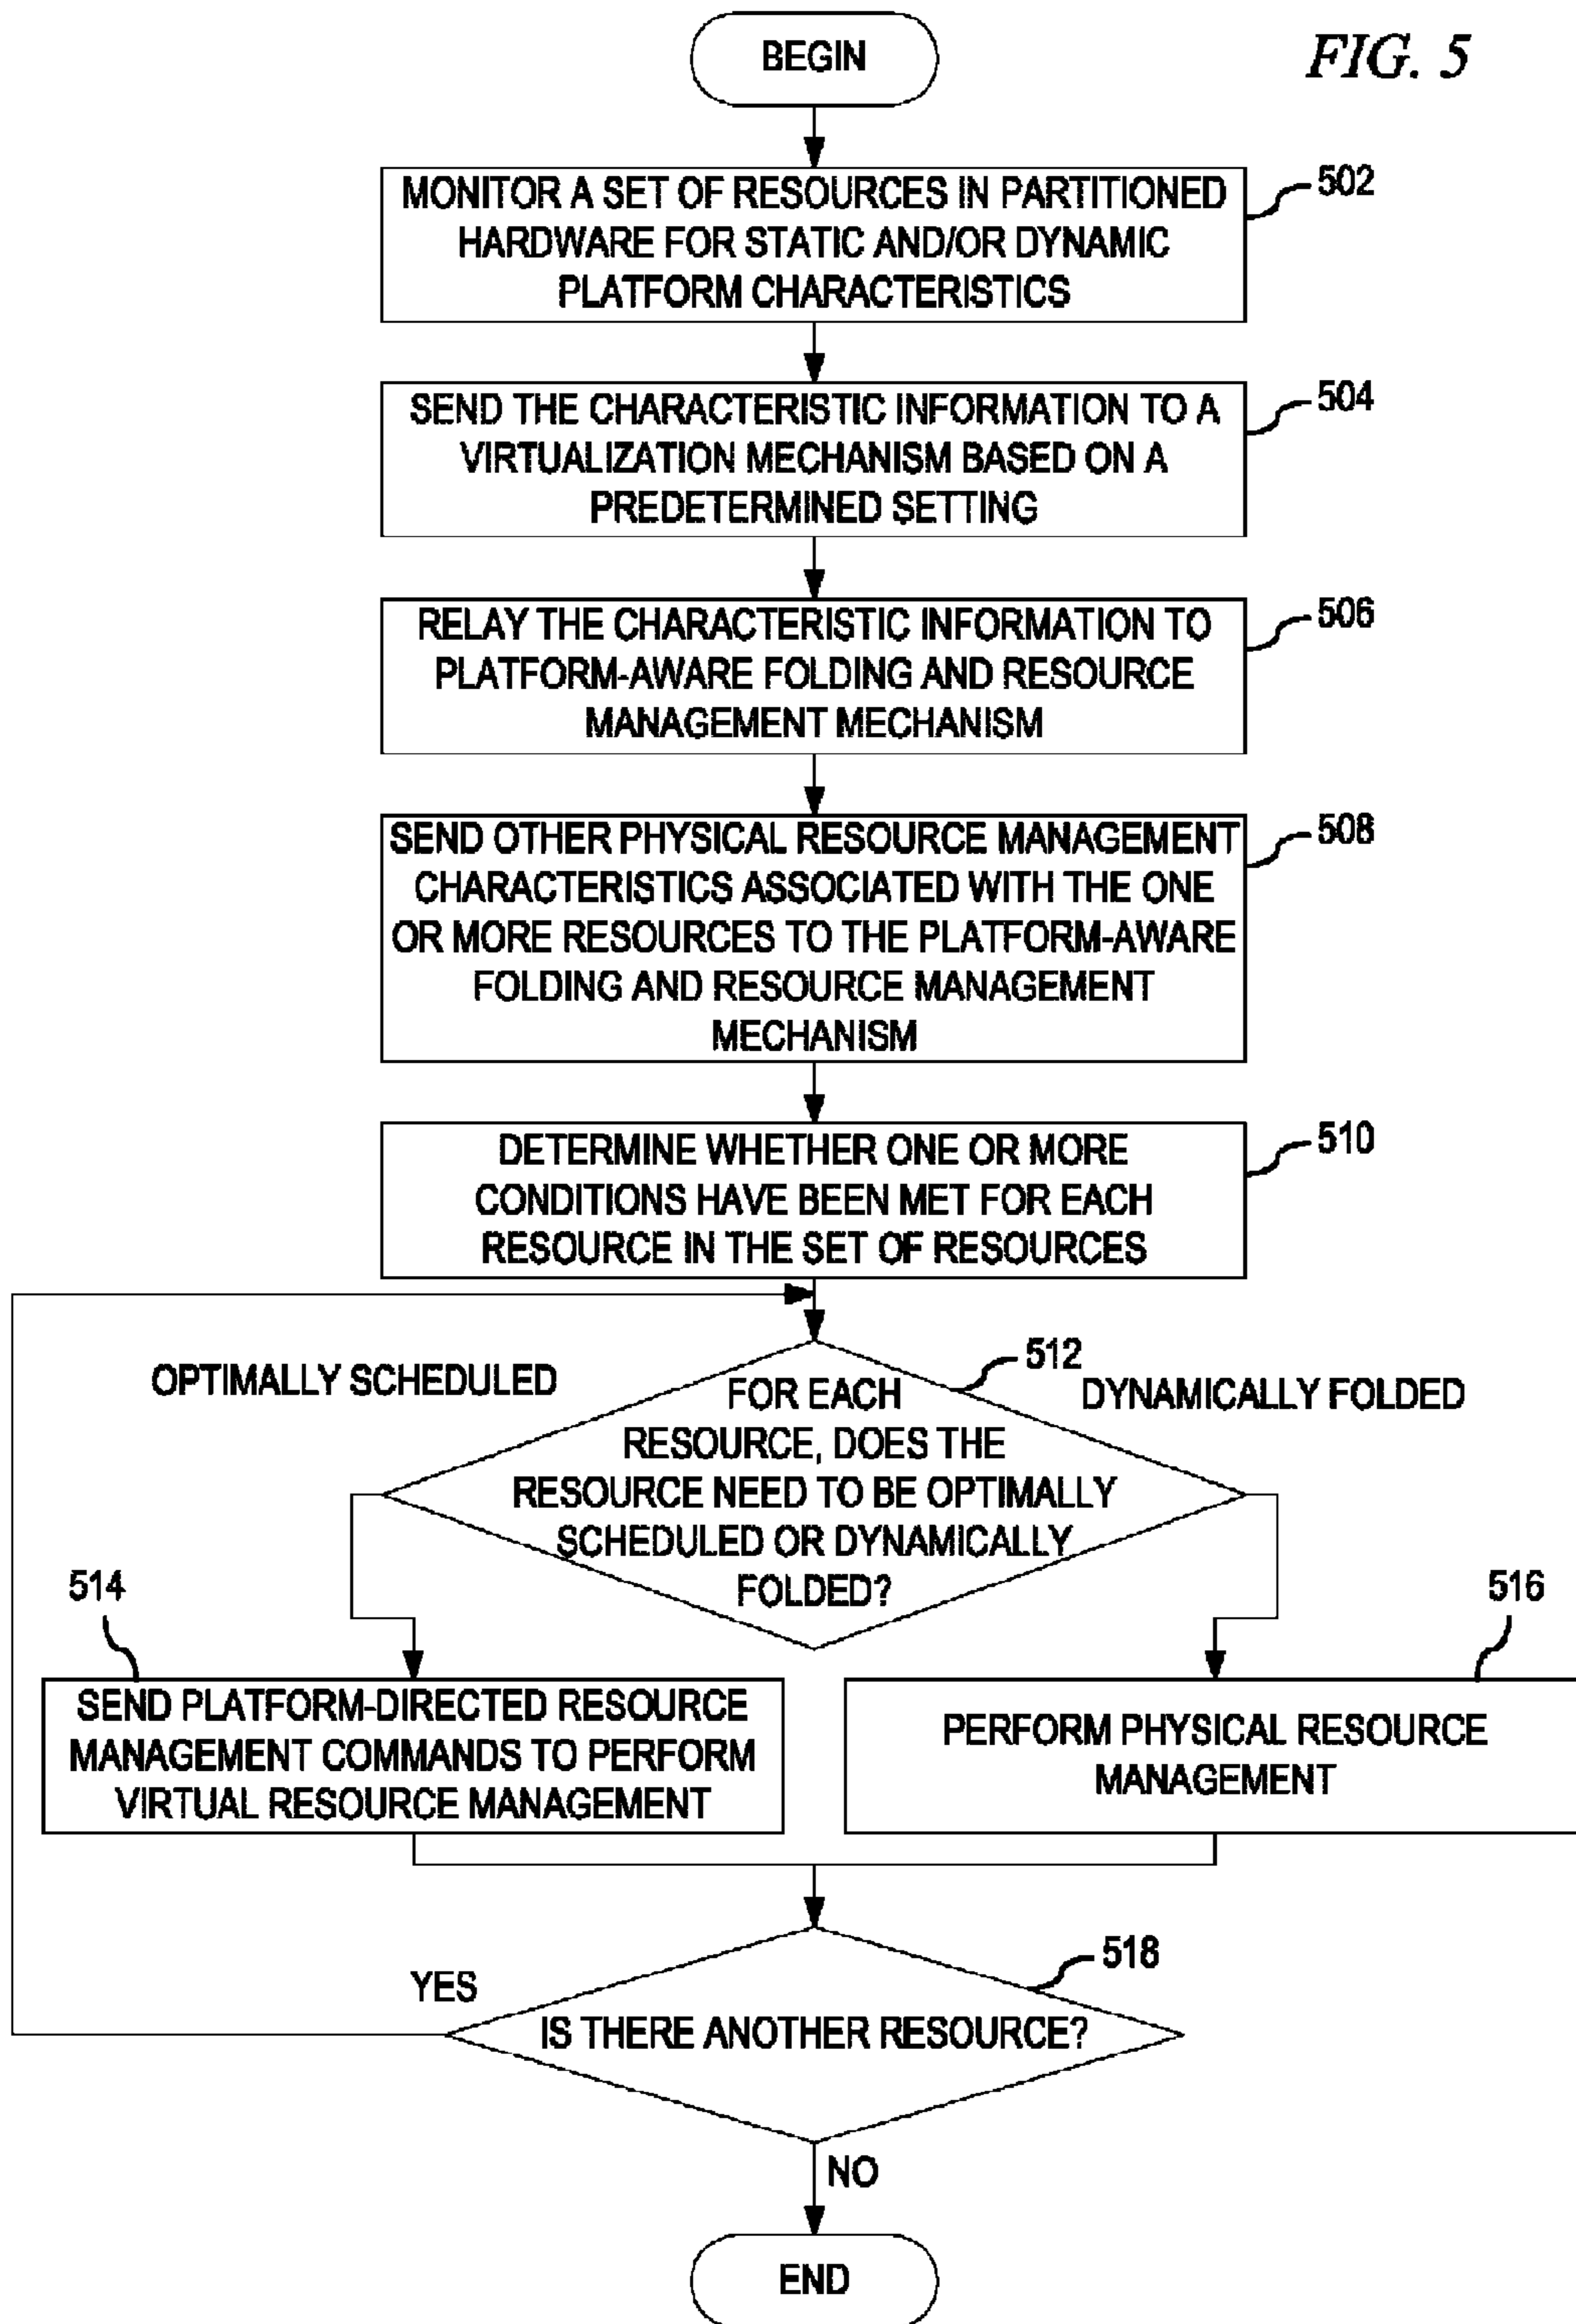 BEGIN
FIG. 5
MONITOR A SET OF RESOURCES IN PARTITIONED
HARDWARE FOR STATIC AND/OR DYNAMIC
PLATFORM CHARACTERISTICS
502
SEND THE CHARACTERISTIC INFORMATION TO A
VIRTUALIZATION MECHANISM BASED ON A
PREDETERMINED SETTING
504
RELAY THE CHARACTERISTIC INFORMATION TO
PLATFORM-AWARE FOLDING AND RESOURCE
MANAGEMENT MECHANISM
506
SEND OTHER PHYSICAL RESOURCE MANAGEMENT
CHARACTERISTICS ASSOCIATED WITH THE ONE
OR MORE RESOURCES TO THE PLATFORM-AWARE
FOLDING AND RESOURCE MANAGEMENT
MECHANISM
508
DETERMINE WHETHER ONE OR MORE
CONDITIONS HAVE BEEN MET FOR EACH
RESOURCE IN THE SET OF RESOURCES
510
OPTIMALLY SCHEDULED
512
DYNAMICALLY FOLDED
FOR EACH
RESOURCE, DOES THE
RESOURCE NEED TO BE OPTIMALLY
SCHEDULED OR DYNAMICALLY
FOLDED?
514
SEND PLATFORM-DIRECTED RESOURCE
MANAGEMENT COMMANDS TO PERFORM
VIRTUAL RESOURCE MANAGEMENT
516
PERFORM PHYSICAL RESOURCE
MANAGEMENT
518
YES
IS THERE ANOTHER RESOURCE?
NO
END